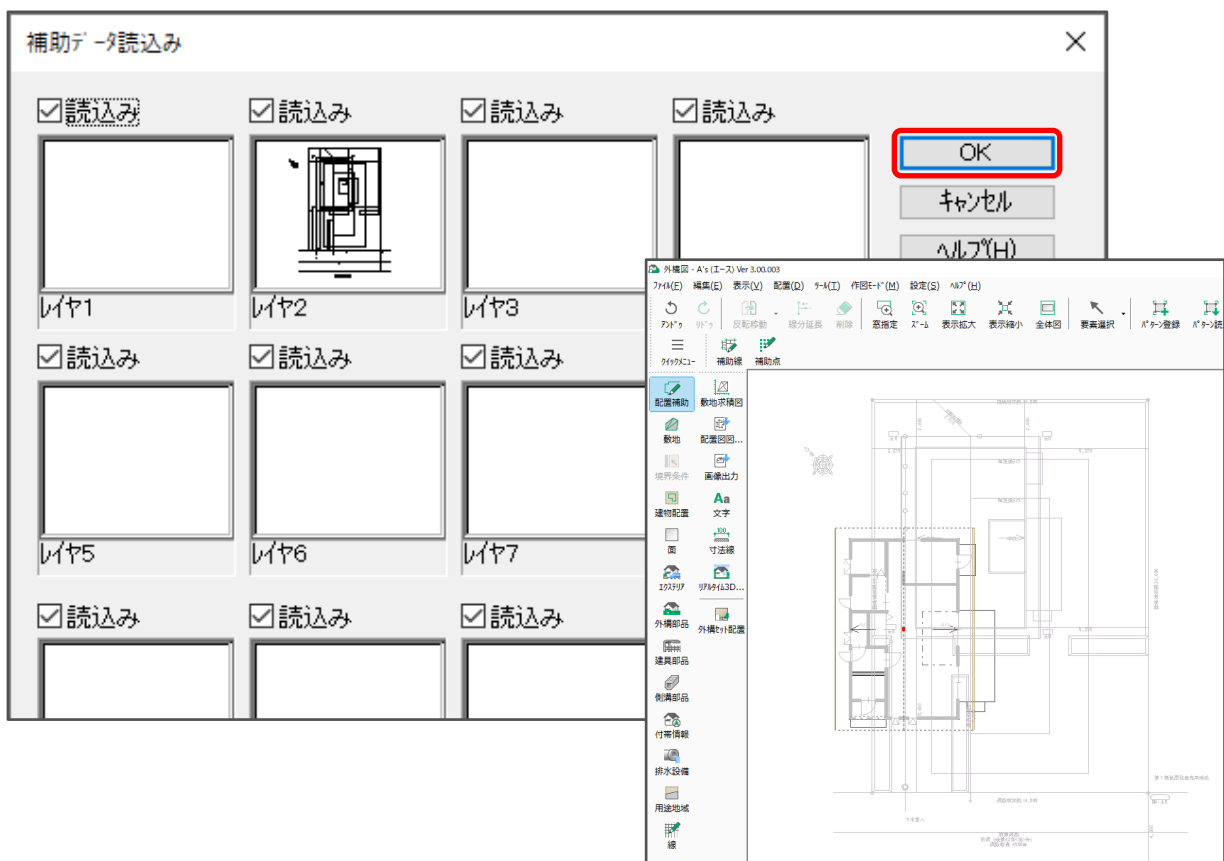 補助ﾃﾞｰﾀ読込み
読込み 読込み 読込み 読込み
OK
キャンセル
ヘルプ(H)
レイヤ1 レイヤ2 レイヤ3
読込み 読込み 読込み
レイヤ5 レイヤ6 レイヤ7
読込み 読込み 読込み
外構図 - A's (エース) Ver 3.00.003
ﾌｧｲﾙ(F) 編集(E) 表示(V) 配置(D) ﾂｰﾙ(T) 作図ﾓｰﾄﾞ(M) 設定(S) ﾍﾙﾌﾟ(H)
ｱﾝﾄﾞｩ ﾘﾄﾞｩ 反転移動 線分延長 削除 窓指定 ｽﾞｰﾑ 表示拡大 表示縮小 全体図 要素選択 ﾊﾟﾀｰﾝ登録 ﾊﾟﾀｰﾝ読
ｸｲｯｸﾒﾆｭｰ 補助線 補助点
配置補助 敷地求積図
敷地 配置図図...
境界条件 画像出力
建物配置 文字
面 寸法線
ｴｸｽﾃﾘｱ ﾘｱﾙﾀｲﾑ3D...
外構部品 外構ｾｯﾄ配置
建具部品
側溝部品
付帯情報
排水設備
用途地域
線